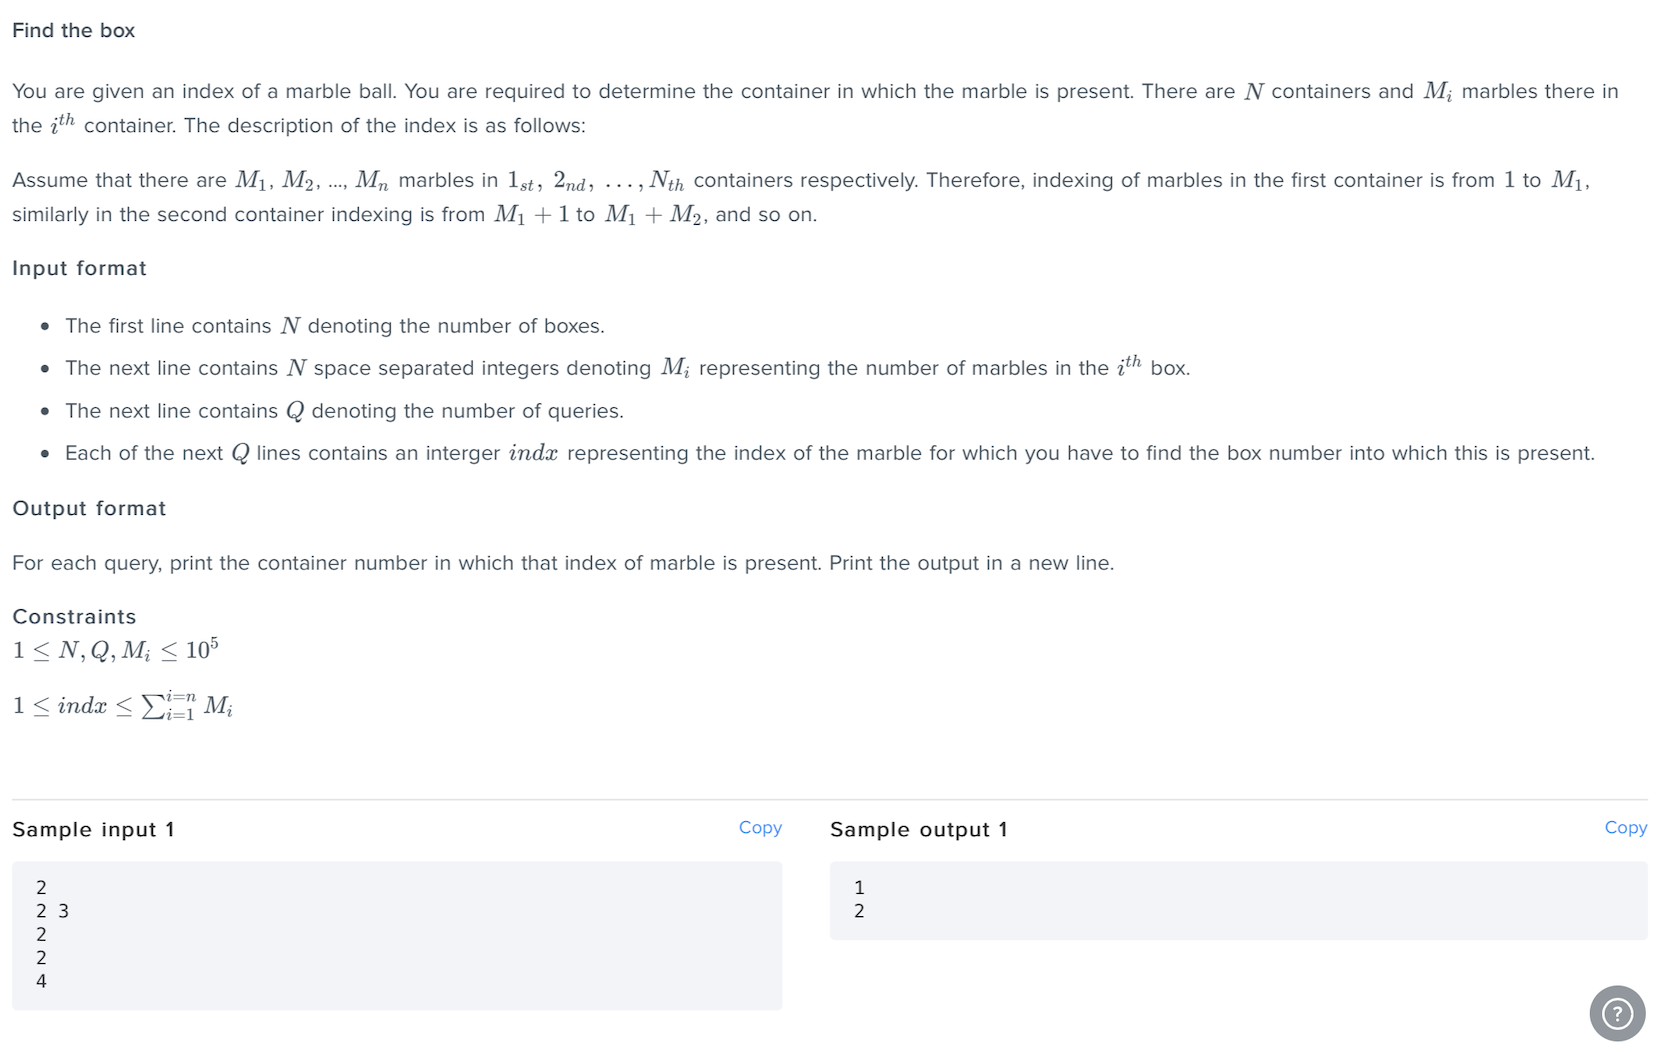 Find the box
You are given an index of a marble ball. You are required to determine the container in which the marble is present. There are N containers and M_i marbles there in
the i^{th} container. The description of the index is as follows:
Assume that there are M_1, M_2, ..., M_n marbles in 1_{st}, 2_{nd}, ..., N_{th} containers respectively. Therefore, indexing of marbles in the first container is from 1 to M_1,
similarly in the second container indexing is from M_1 + 1 to M_1 + M_2, and so on.
Input format
• The first line contains N denoting the number of boxes.
• The next line contains N space separated integers denoting M_i representing the number of marbles in the i^{th} box.
• The next line contains Q denoting the number of queries.
• Each of the next Q lines contains an interger indx representing the index of the marble for which you have to find the box number into which this is present.
Output format
For each query, print the container number in which that index of marble is present. Print the output in a new line.
Constraints
1 ≤ N, Q, M_i ≤ 10^5
1 ≤ indx ≤ ∑_{i=1}^{i=n} M_i
Sample input 1 Copy
2
2 3
2
2
4
Sample output 1 Copy
1
2
?